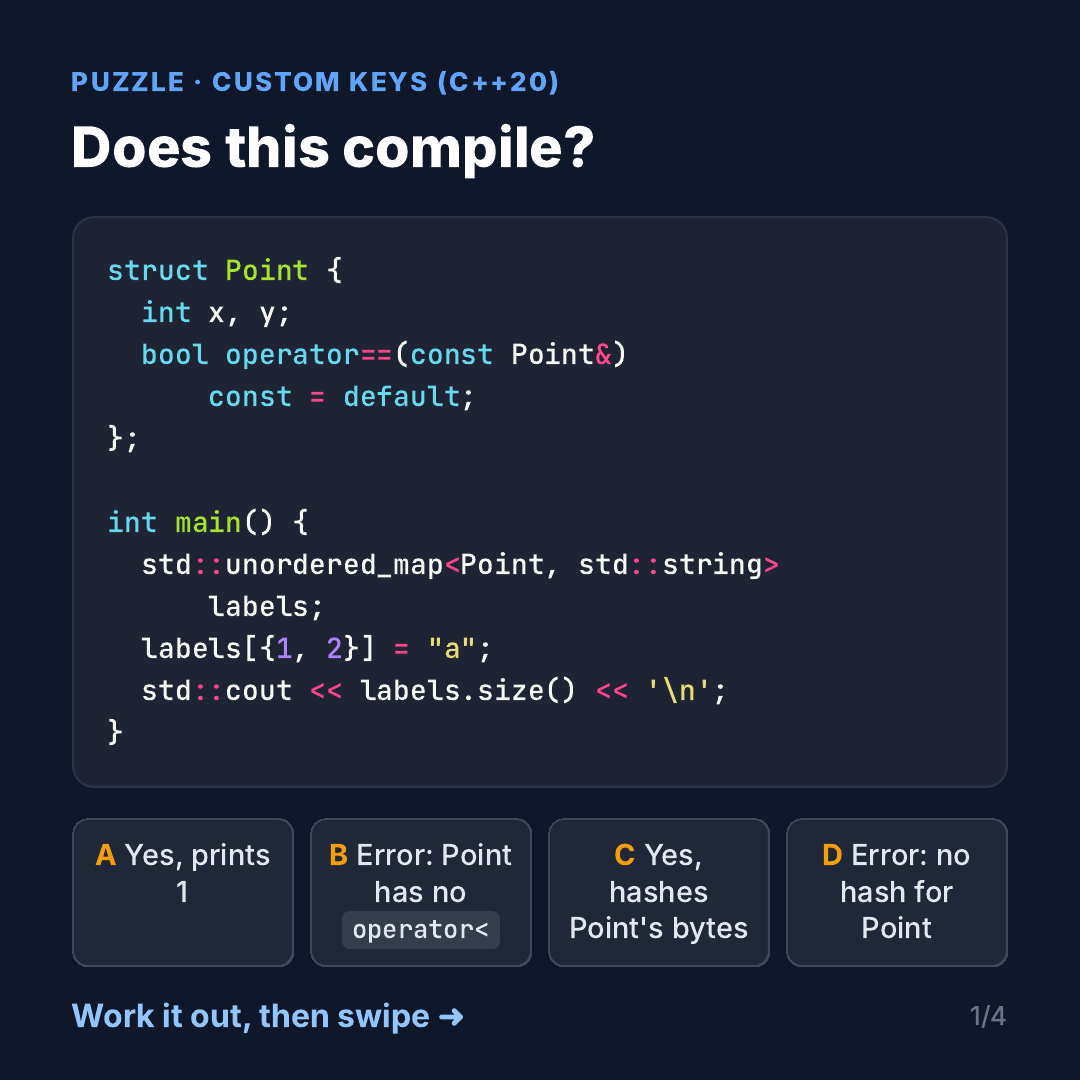 PUZZLE · CUSTOM KEYS (C++20)
Does this compile?
struct Point {
  int x, y;
  bool operator==(const Point&)
      const = default;
};

int main() {
  std::unordered_map<Point, std::string>
      labels;
  labels[{1, 2}] = "a";
  std::cout << labels.size() << '\n';
}
A Yes, prints
1
B Error: Point
has no
operator<
C Yes,
hashes
Point's bytes
D Error: no
hash for
Point
Work it out, then swipe ➜
1/4